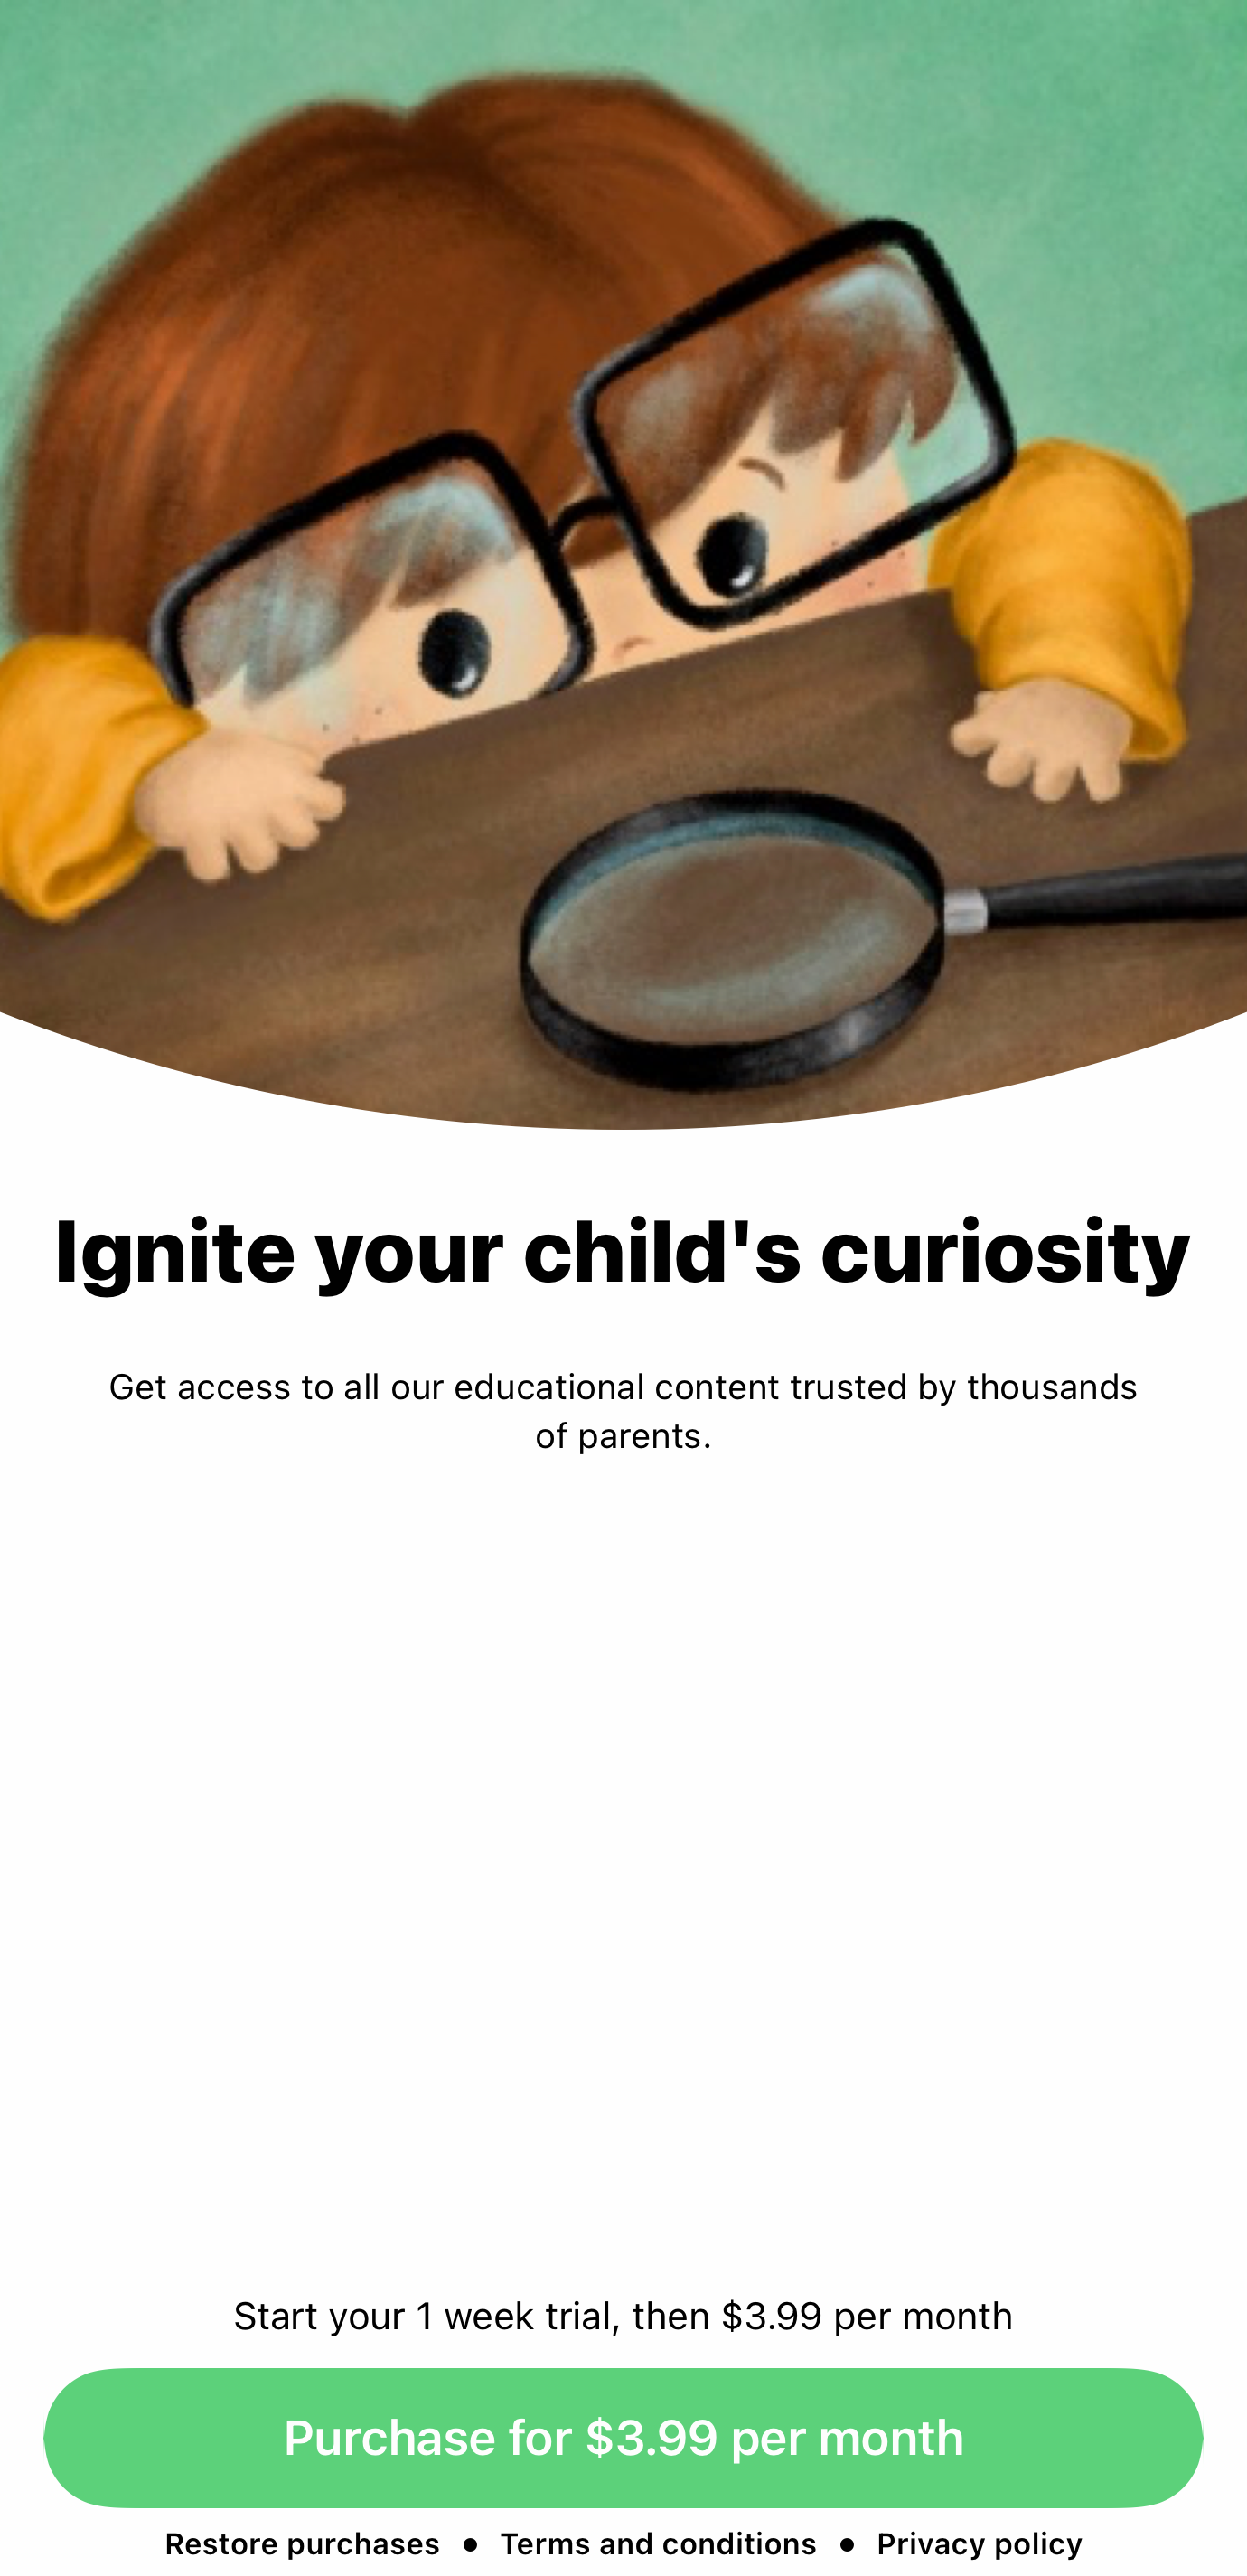 Ignite your child's curiosity
Get access to all our educational content trusted by thousands
of parents.
Start your 1 week trial, then $3.99 per month
Purchase for $3.99 per month
Restore purchases • Terms and conditions • Privacy policy